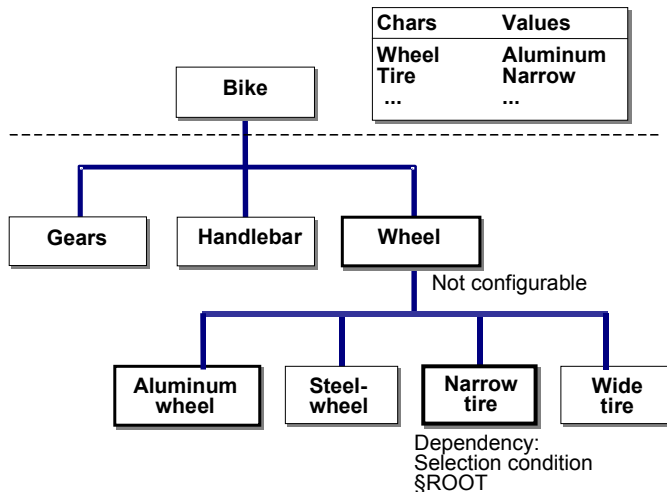 Chars Values
Wheel Aluminum
Tire Narrow
... ...
Bike
Gears
Handlebar
Wheel
Not configurable
Aluminum
wheel
Steel-
wheel
Narrow
tire
Wide
tire
Dependency:
Selection condition
§ROOT